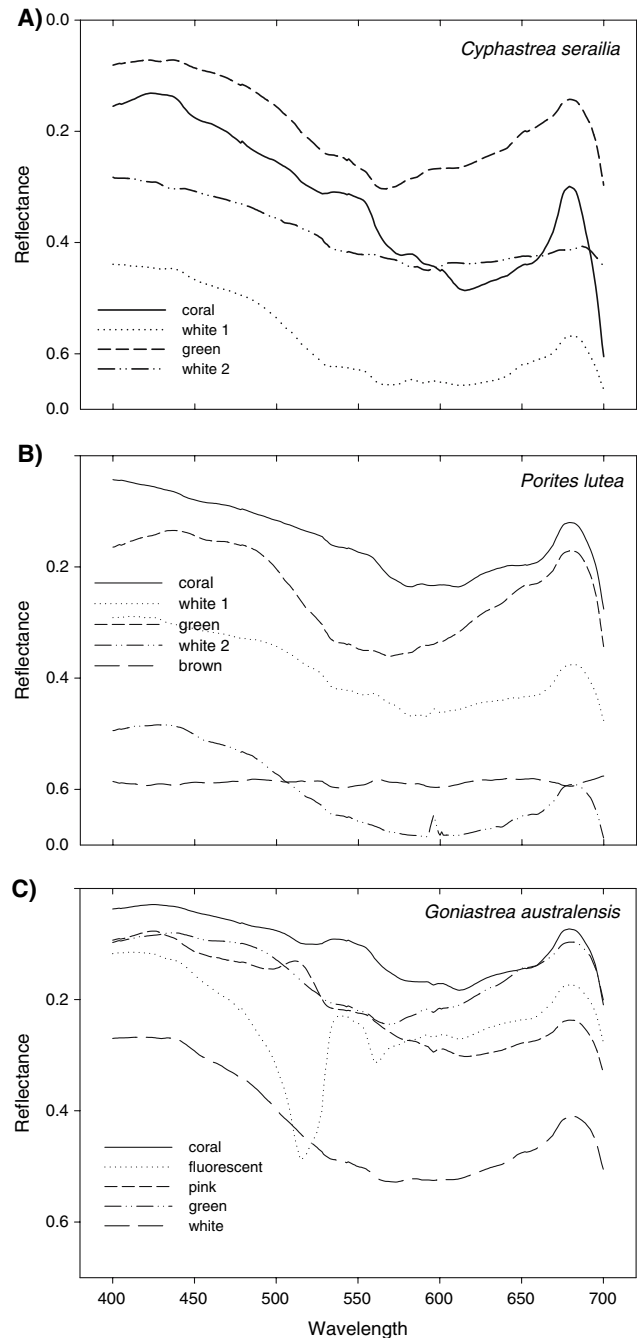 A)
Cyphastrea serailia
0.0
0.2
0.4
0.6
0.0
Reflectance
coral
white 1
green
white 2
B)
Porites lutea
0.2
0.4
0.6
0.0
Reflectance
coral
white 1
green
white 2
brown
C)
Goniastrea australensis
0.2
0.4
0.6
Reflectance
coral
fluorescent
pink
green
white
400 450 500 550 600 650 700
Wavelength